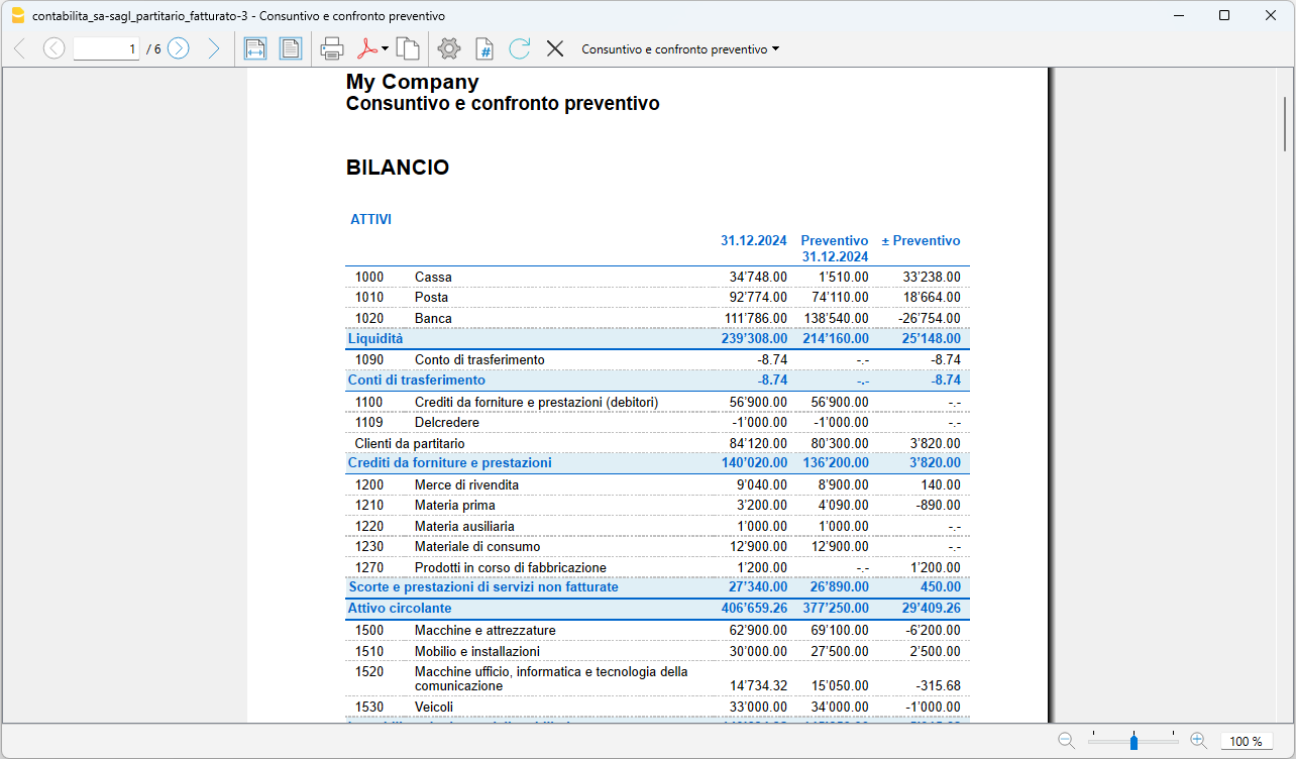 contabilita_sa-sagl_partitario_fatturato-3 - Consuntivo e confronto preventivo
1 / 6 Consuntivo e confronto preventivo
My Company
Consuntivo e confronto preventivo
BILANCIO
ATTIVI
31.12.2024 Preventivo 31.12.2024 ± Preventivo
1000 Cassa 34'748.00 1'510.00 33'238.00
1010 Posta 92'774.00 74'110.00 18'664.00
1020 Banca 111'786.00 138'540.00 -26'754.00
Liquidità 239'308.00 214'160.00 25'148.00
1090 Conto di trasferimento -8.74 -.- -8.74
Conti di trasferimento -8.74 -.- -8.74
1100 Crediti da forniture e prestazioni (debitori) 56'900.00 56'900.00 -.-
1109 Delcredere -1'000.00 -1'000.00 -.-
Clienti da partitario 84'120.00 80'300.00 3'820.00
Crediti da forniture e prestazioni 140'020.00 136'200.00 3'820.00
1200 Merce di rivendita 9'040.00 8'900.00 140.00
1210 Materia prima 3'200.00 4'090.00 -890.00
1220 Materia ausiliaria 1'000.00 1'000.00 -.-
1230 Materiale di consumo 12'900.00 12'900.00 -.-
1270 Prodotti in corso di fabbricazione 1'200.00 -.- 1'200.00
Scorte e prestazioni di servizi non fatturate 27'340.00 26'890.00 450.00
Attivo circolante 406'659.26 377'250.00 29'409.26
1500 Macchine e attrezzature 62'900.00 69'100.00 -6'200.00
1510 Mobilio e installazioni 30'000.00 27'500.00 2'500.00
1520 Macchine ufficio, informatica e tecnologia della
comunicazione 14'734.32 15'050.00 -315.68
1530 Veicoli 33'000.00 34'000.00 -1'000.00
100 %